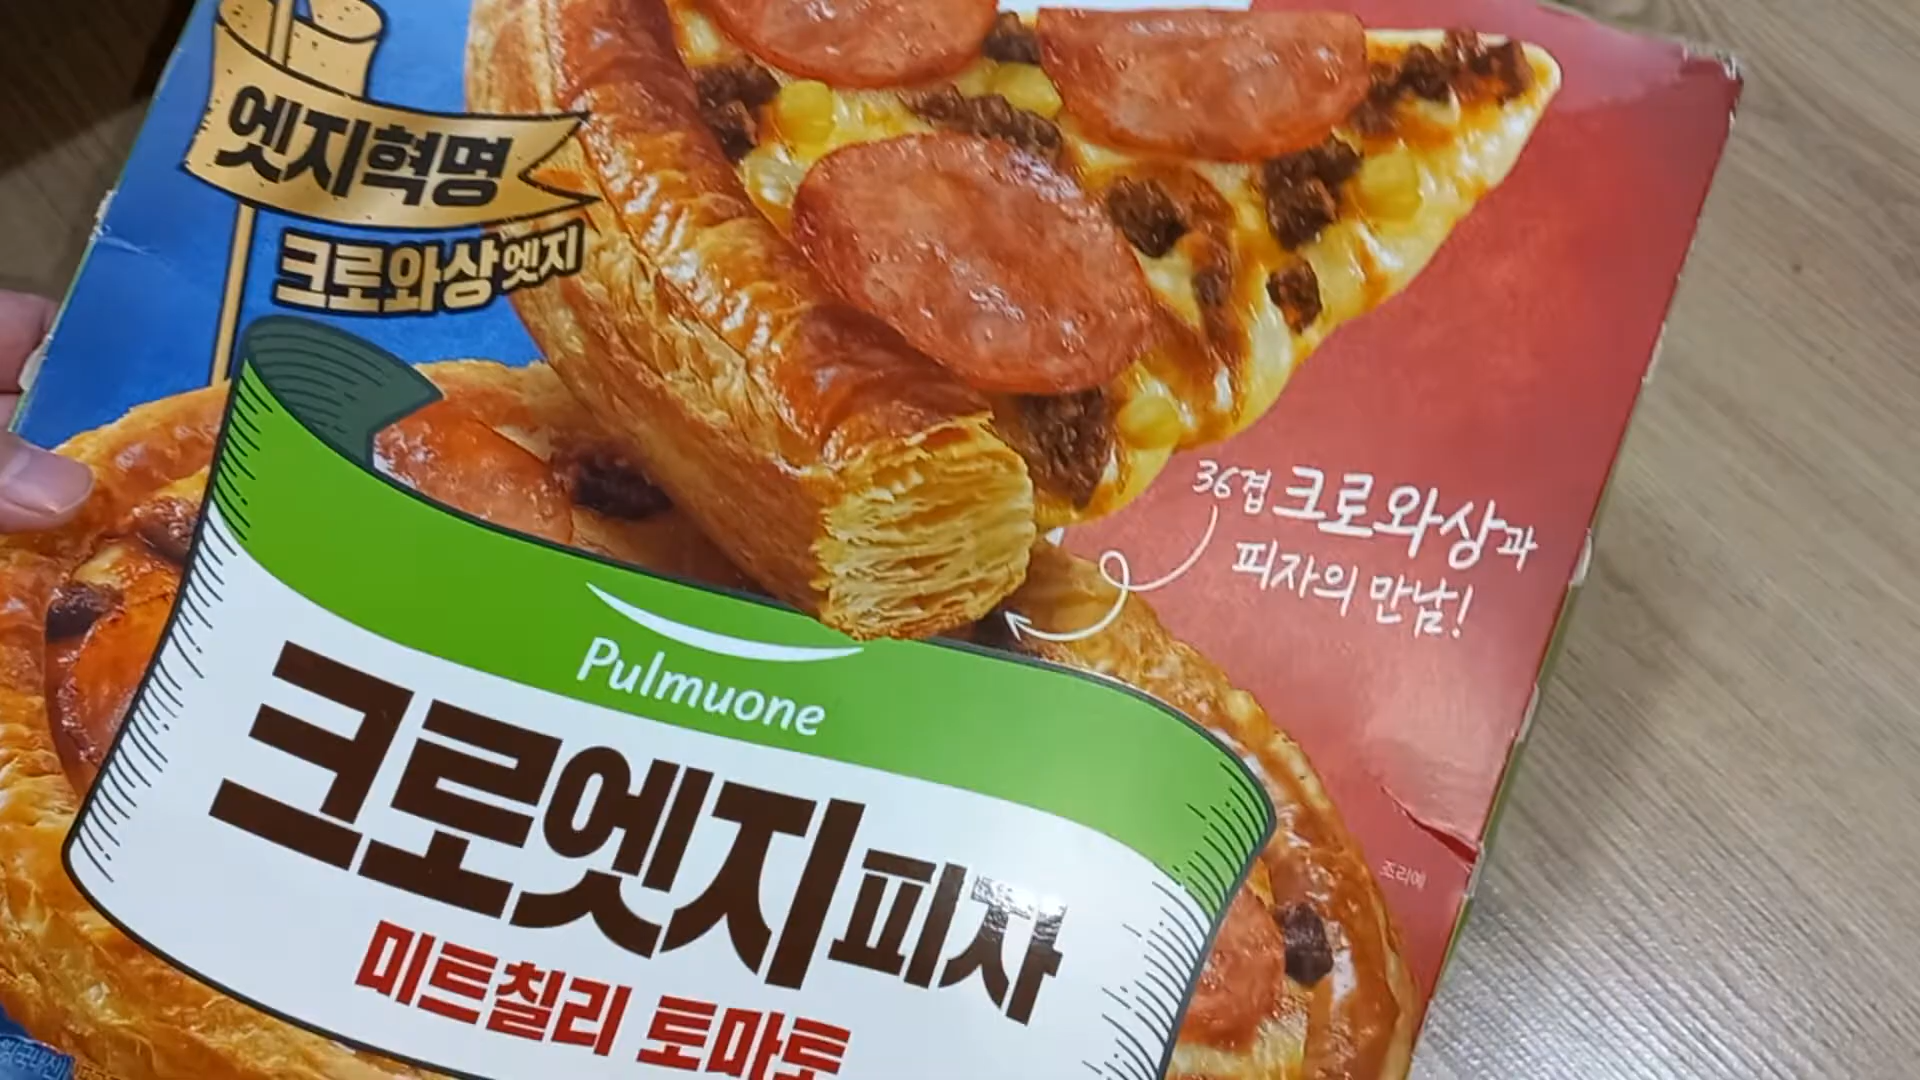 엣지혁명
크로와상엣지
36겹 크로와상과
피자의 만남!
Pulmuone
크로엣지피자
미트칠리 토마토
조리예